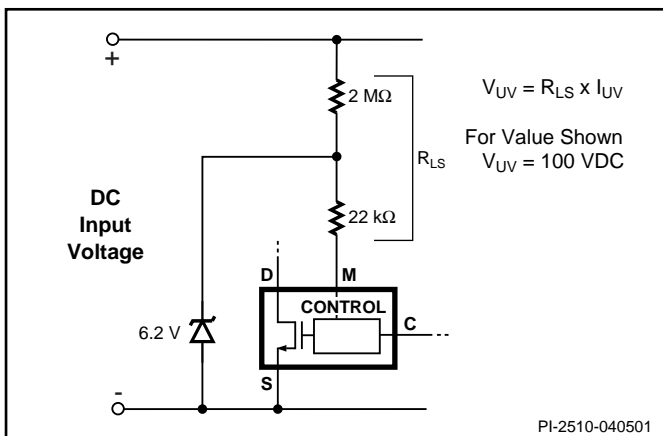 +
2 MΩ
V_UV = R_LS x I_UV
For Value Shown
V_UV = 100 VDC
R_LS
DC
Input
Voltage
22 kΩ
D
M
CONTROL
C
6.2 V
S
-
PI-2510-040501